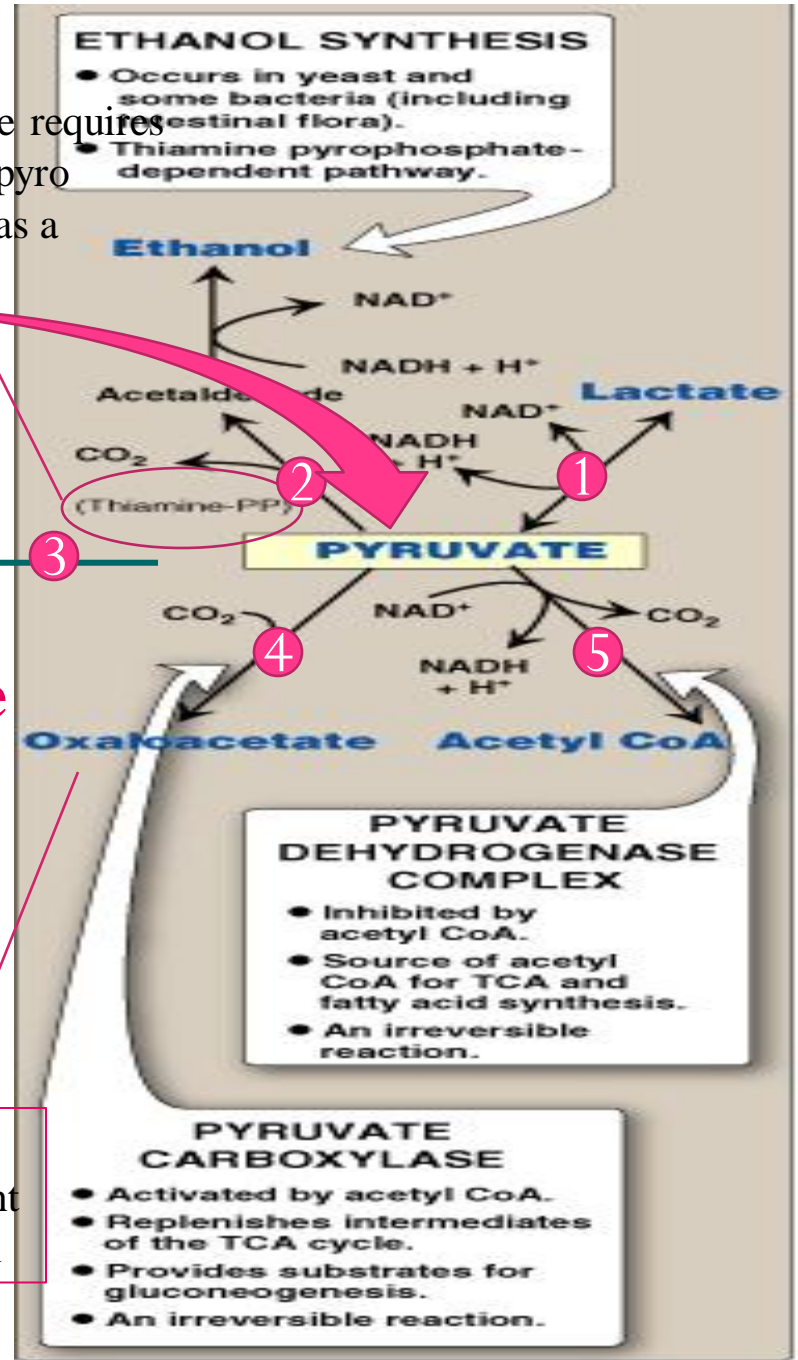 ETHANOL SYNTHESIS
● Occurs in yeast and
some bacteria (including
intestinal flora).
● Thiamine pyrophosphate-
dependent pathway.
e requires
pyro
as a
Ethanol
NAD⁺
NADH + H⁺
Lactate
NAD⁺
NADH
+ H⁺
CO₂
2
1
(Thiamine-PP)
PYRUVATE
3
CO₂
NAD⁺
CO₂
4
5
NADH
+ H⁺
e
Oxaloacetate
Acetyl CoA
PYRUVATE
DEHYDROGENASE
COMPLEX
● Inhibited by
acetyl CoA.
● Source of acetyl
CoA for TCA and
fatty acid synthesis.
● An irreversible
reaction.
nt
PYRUVATE
CARBOXYLASE
● Activated by acetyl CoA.
● Replenishes intermediates
of the TCA cycle.
● Provides substrates for
gluconeogenesis.
● An irreversible reaction.